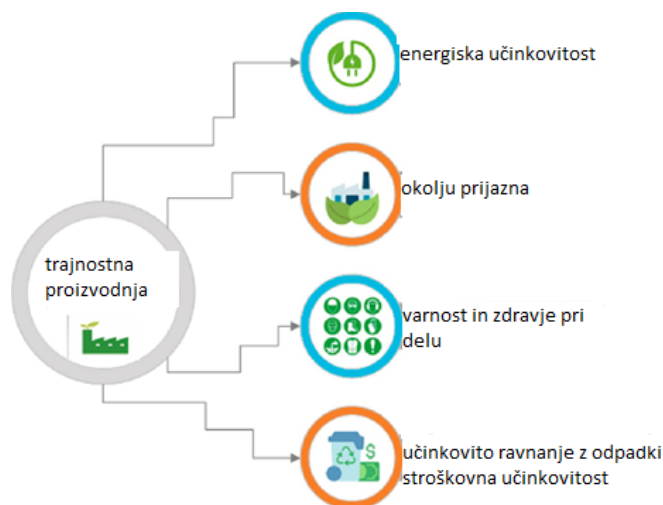 energiska učinkovitost
okolju prijazna
trajnostna
proizvodnja
varnost in zdravje pri
delu
učinkovito ravnanje z odpadki
stroškovna učinkovitost